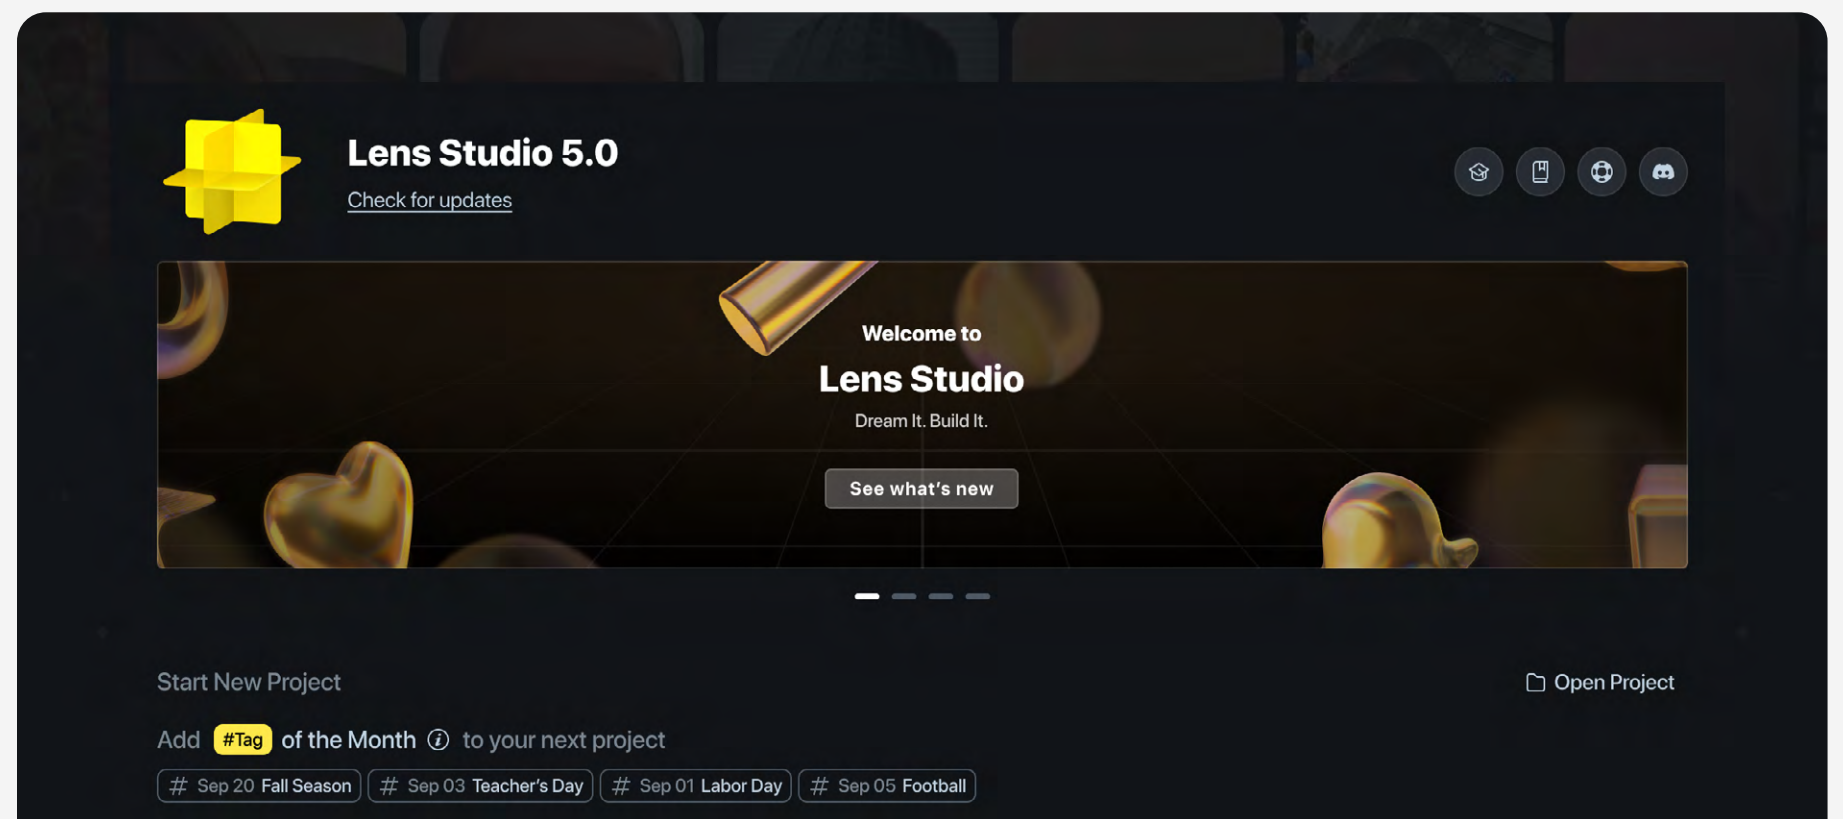 Lens Studio 5.0
Check for updates
Welcome to
Lens Studio
Dream It. Build It.
See what's new
Start New Project
Open Project
Add #Tag of the Month to your next project
# Sep 20 Fall Season # Sep 03 Teacher's Day # Sep 01 Labor Day # Sep 05 Football